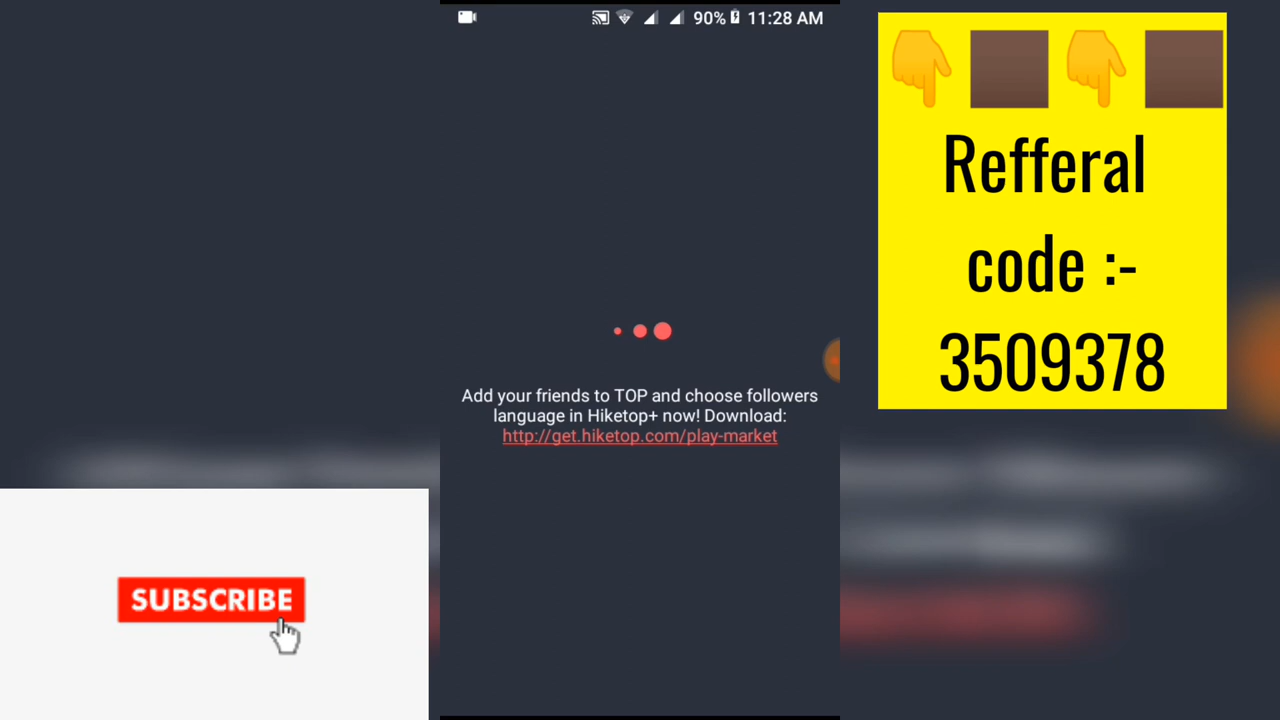 90% 11:28 AM
Refferal
code :-
3509378
Add your friends to TOP and choose followers
language in Hiketop+ now! Download:
http://get.hiketop.com/play-market
SUBSCRIBE